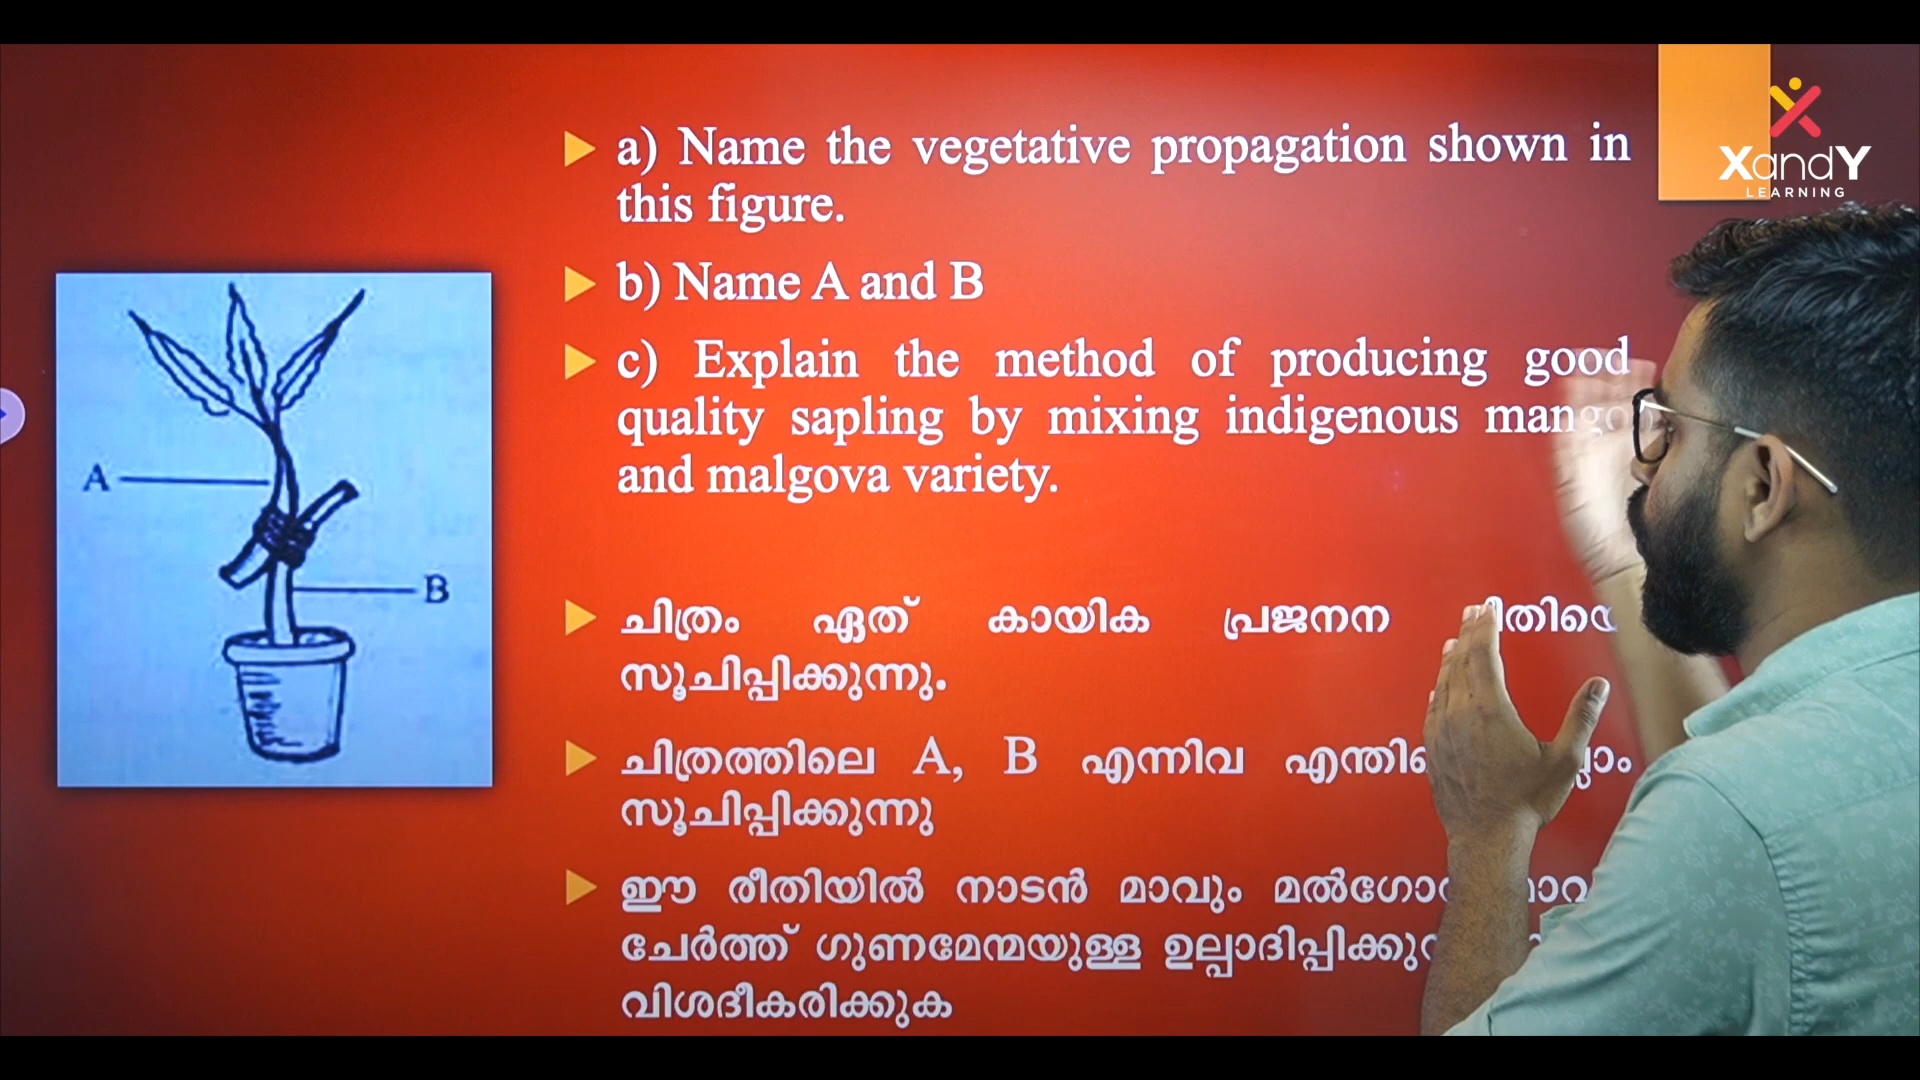 XandY
LEARNING
a) Name the vegetative propagation shown in
this figure.
b) Name A and B
c) Explain the method of producing good
quality sapling by mixing indigenous mango
and malgova variety.
A
B
ചിത്രം ഏത് കായിക പ്രജനന
സൂചിപ്പിക്കുന്നു.
ചിത്രത്തിലെ A, B എന്നിവ
സൂചിപ്പിക്കുന്നു
ഈ രീതിയിൽ നാടൻ മാവും
ചേർത്ത് ഗുണമേന്മയുള്ള
വിശദീകരിക്കുക